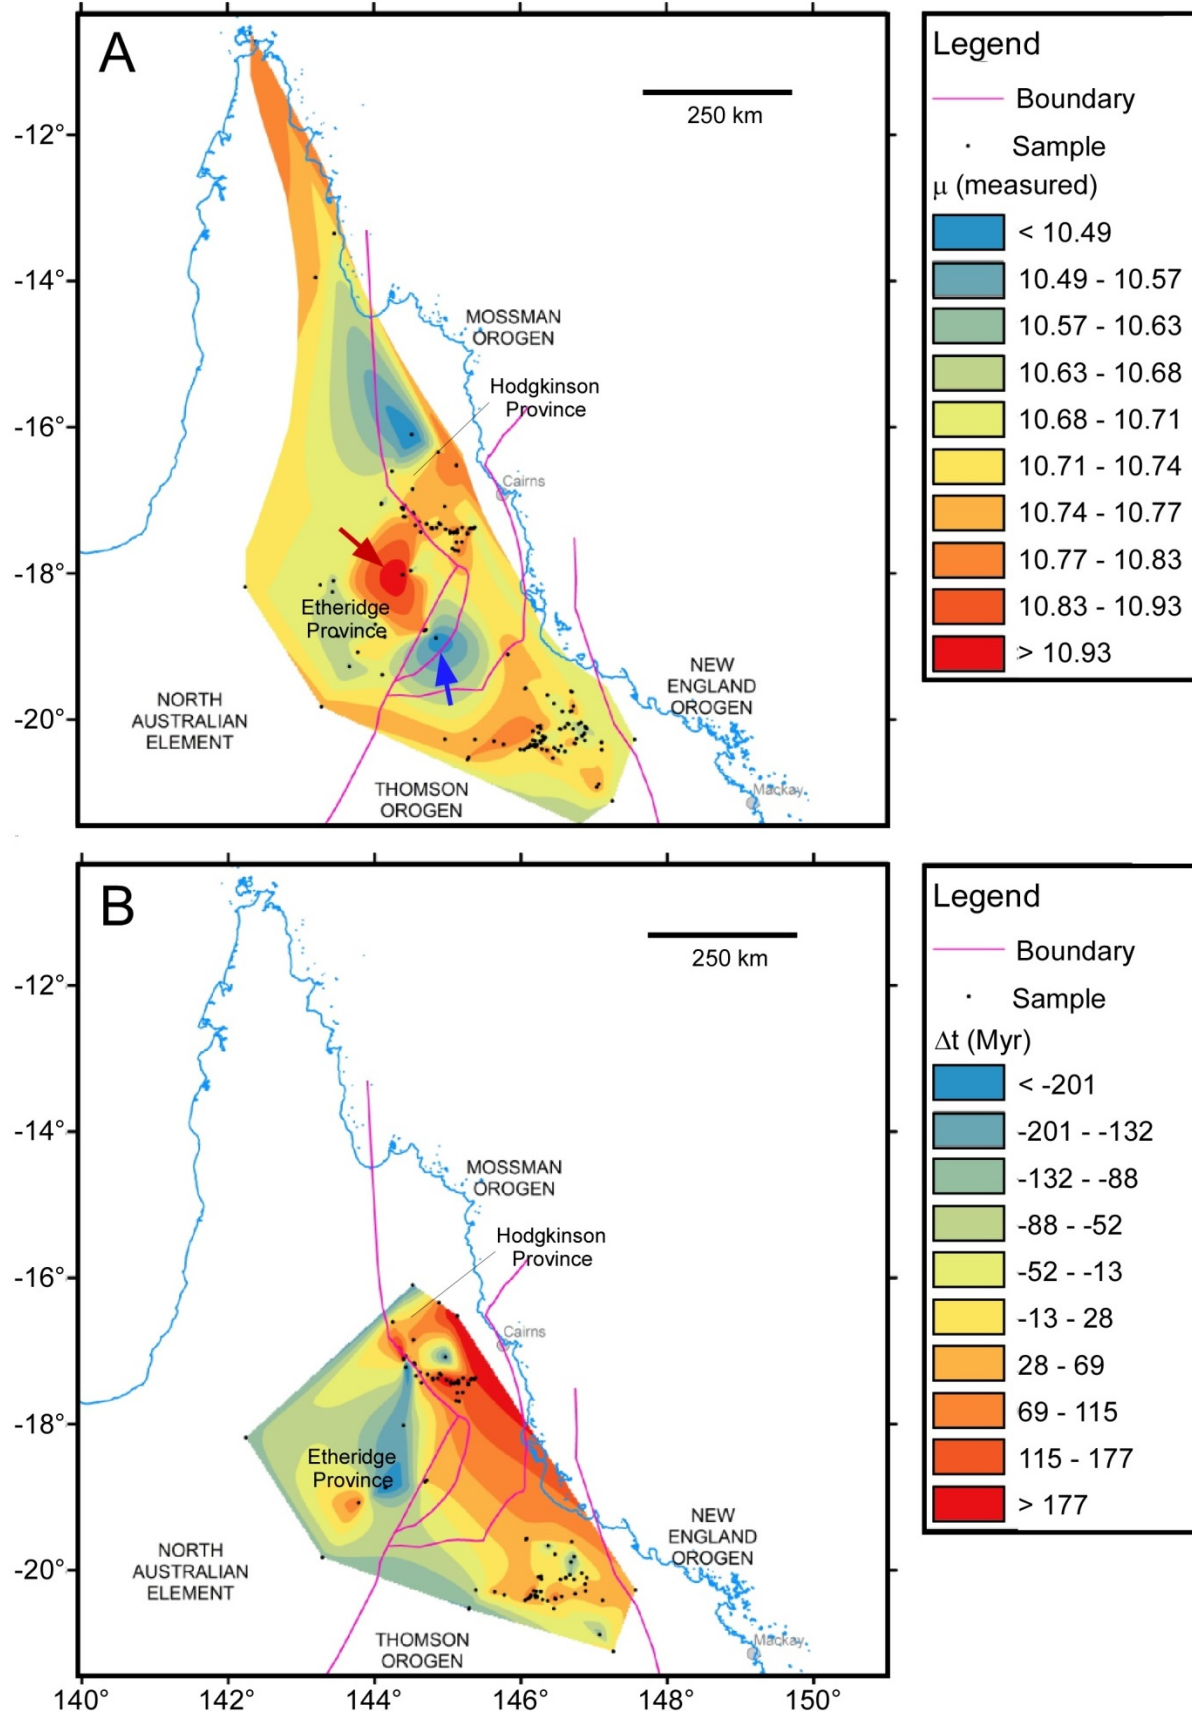 A
250 km
-12°
-14°
-16°
-18°
-20°
MOSSMAN
OROGEN
Hodgkinson
Province
Cairns
Etheridge
Province
NORTH
AUSTRALIAN
ELEMENT
NEW
ENGLAND
OROGEN
THOMSON
OROGEN
Mackay
Legend
Boundary
Sample
μ (measured)
< 10.49
10.49 - 10.57
10.57 - 10.63
10.63 - 10.68
10.68 - 10.71
10.71 - 10.74
10.74 - 10.77
10.77 - 10.83
10.83 - 10.93
> 10.93
B
250 km
-12°
-14°
-16°
-18°
-20°
MOSSMAN
OROGEN
Hodgkinson
Province
Cairns
Etheridge
Province
NORTH
AUSTRALIAN
ELEMENT
NEW
ENGLAND
OROGEN
THOMSON
OROGEN
Mackay
140° 142° 144° 146° 148° 150°
Legend
Boundary
Sample
Δt (Myr)
< -201
-201 - -132
-132 - -88
-88 - -52
-52 - -13
-13 - 28
28 - 69
69 - 115
115 - 177
> 177